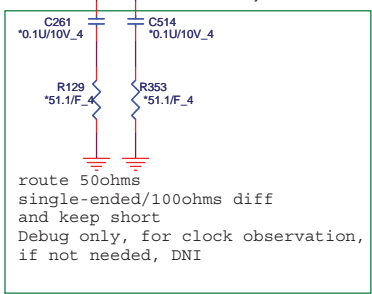 C261
*0.1U/10V_4
C514
*0.1U/10V_4
R129
*51.1/F_4
R353
*51.1/F_4
route 50ohms
single-ended/100ohms diff
and keep short
Debug only, for clock observation,
if not needed, DNI